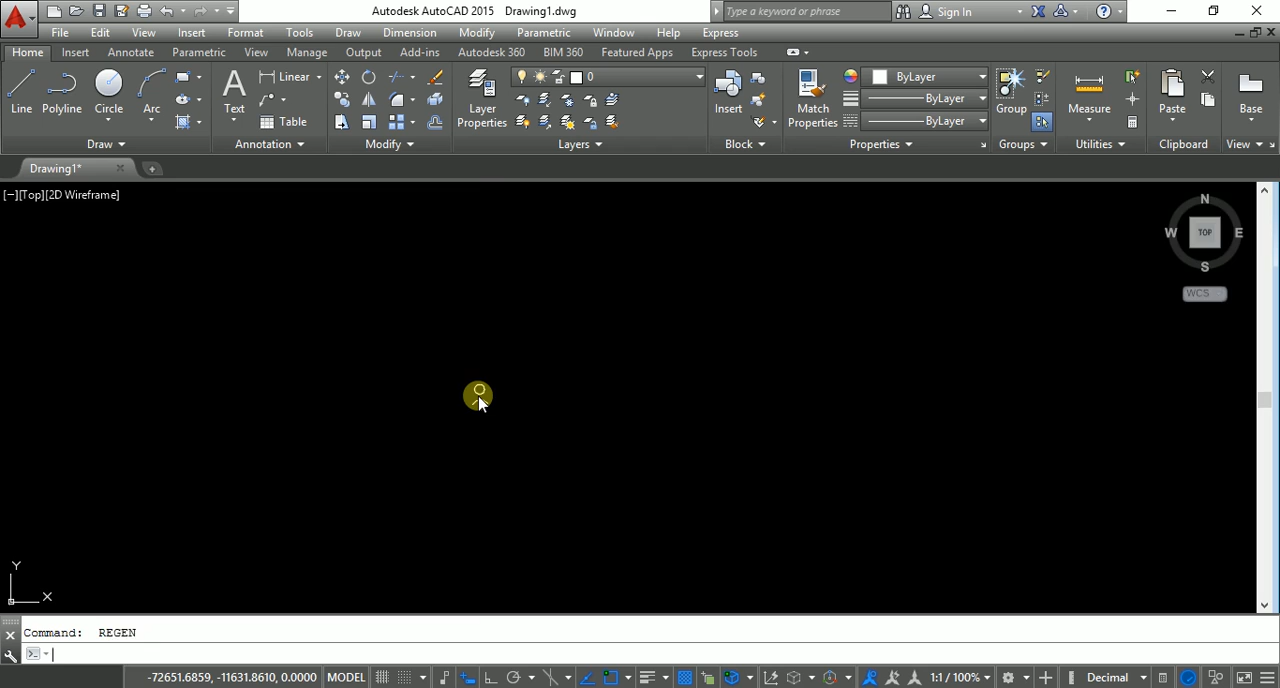 Autodesk AutoCAD 2015 Drawing1.dwg
Type a keyword or phrase
Sign In
File Edit View Insert Format Tools Draw Dimension Modify Parametric Window Help Express
Home Insert Annotate Parametric View Manage Output Add-ins Autodesk 360 BIM 360 Featured Apps Express Tools
Line Polyline Circle Arc
Text Linear
Table
Layer
Properties
0
Insert
Match
Properties
ByLayer
ByLayer
ByLayer
Group
Measure
Paste
Base
Draw Annotation Modify Layers Block Properties Groups Utilities Clipboard View
Drawing1*
[−][Top][2D Wireframe]
N
W TOP E
S
WCS
Y
X
Command: REGEN
-72651.6859, -11631.8610, 0.0000 MODEL 1:1 / 100% Decimal